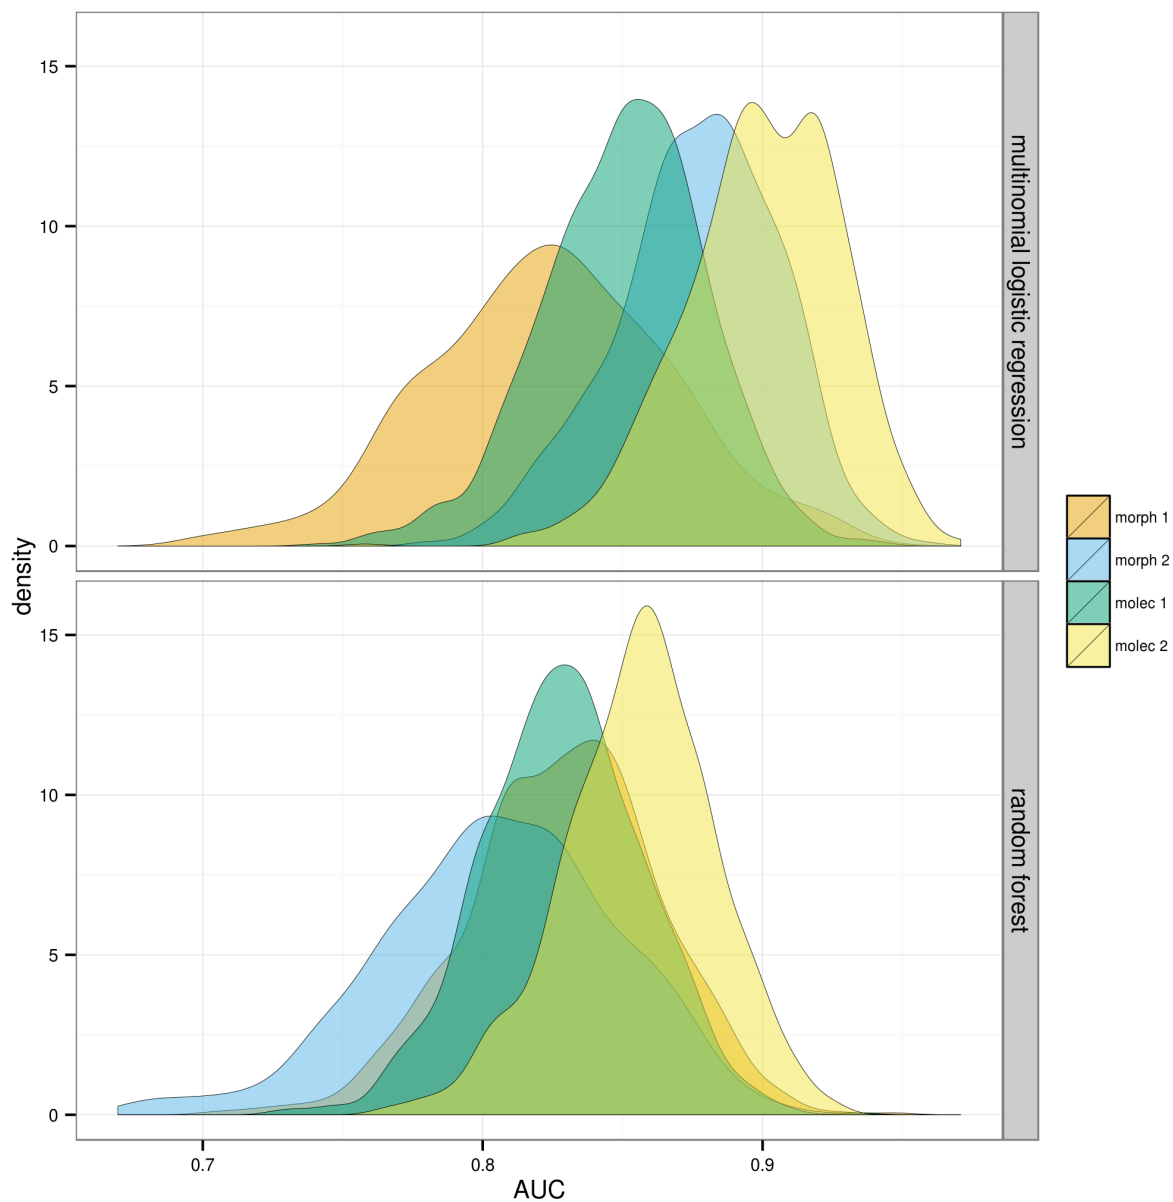 15
10
5
0
multinomial logistic regression
15
10
5
0
random forest
0.7
0.8
0.9
AUC
density
morph 1
morph 2
molec 1
molec 2